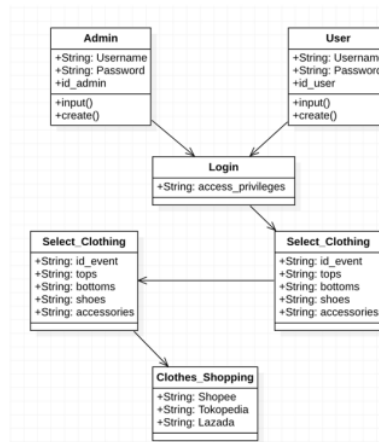 Admin
+String: Username
+String: Password
+id_admin
+input()
+create()
User
+String: Username
+String: Password
+id_user
+input()
+create()
Login
+String: access_privileges
Select_Clothing
+String: id_event
+String: tops
+String: bottoms
+String: shoes
+String: accessories
Select_Clothing
+String: id_event
+String: tops
+String: bottoms
+String: shoes
+String: accessories
Clothes_Shopping
+String: Shopee
+String: Tokopedia
+String: Lazada